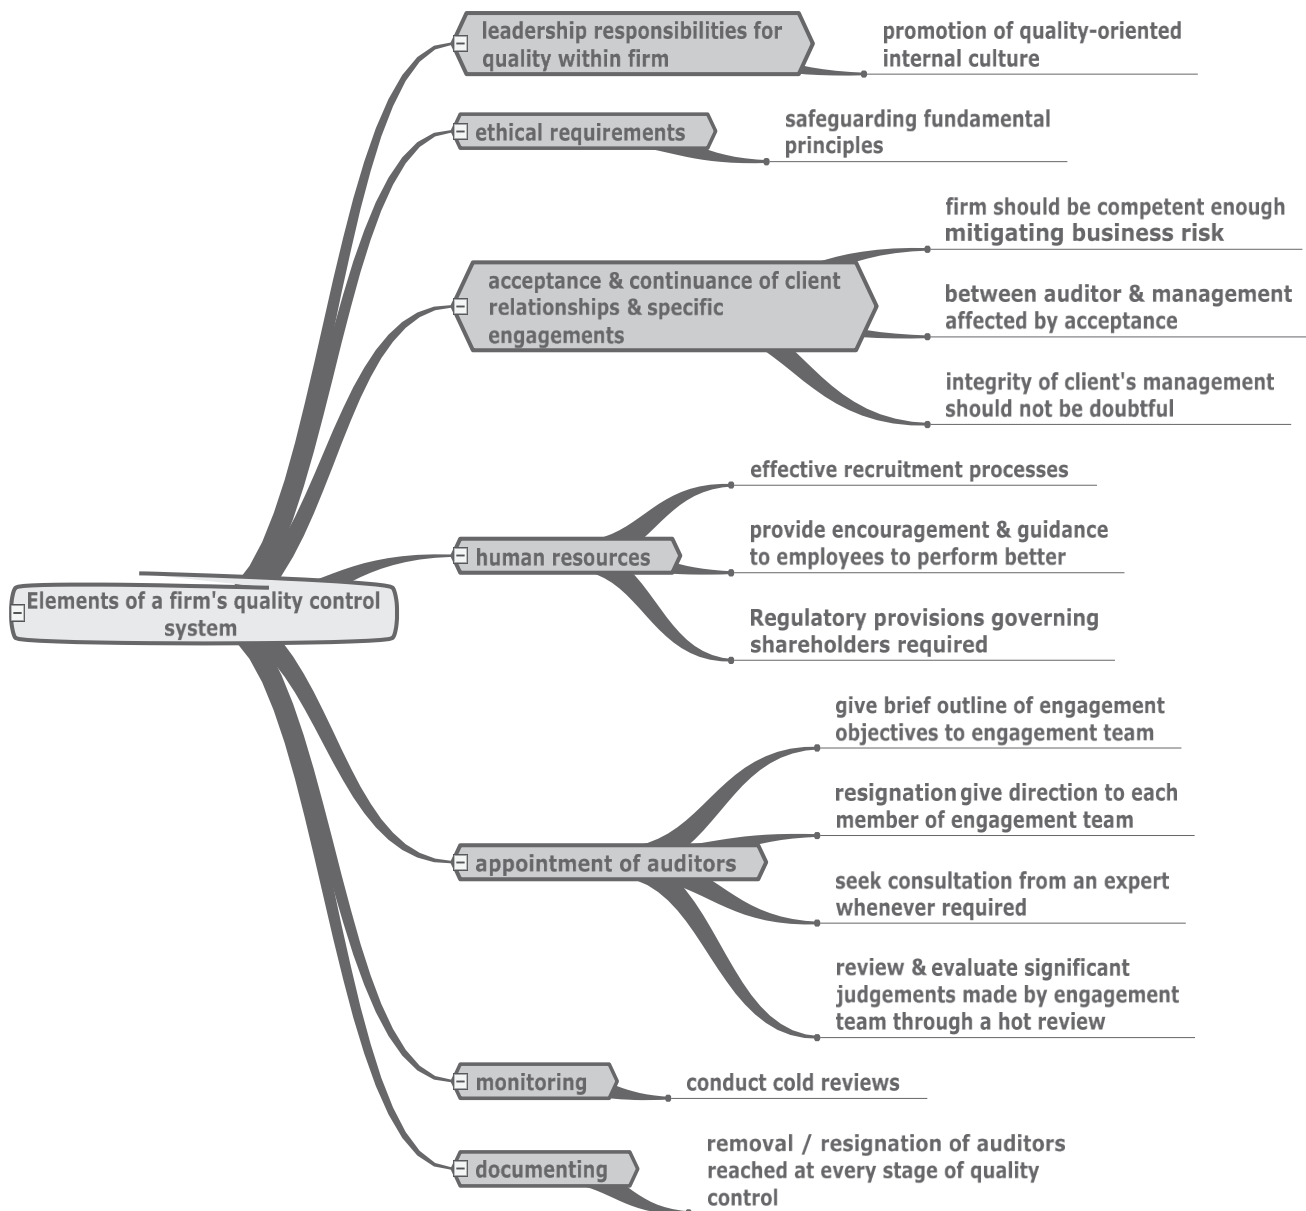 leadership responsibilities for
quality within firm
promotion of quality-oriented
internal culture
ethical requirements
safeguarding fundamental
principles
acceptance & continuance of client
relationships & specific
engagements
firm should be competent enough
mitigating business risk
between auditor & management
affected by acceptance
integrity of client's management
should not be doubtful
human resources
effective recruitment processes
provide encouragement & guidance
to employees to perform better
Regulatory provisions governing
shareholders required
Elements of a firm's quality control
system
appointment of auditors
give brief outline of engagement
objectives to engagement team
resignation give direction to each
member of engagement team
seek consultation from an expert
whenever required
review & evaluate significant
judgements made by engagement
team through a hot review
monitoring
conduct cold reviews
documenting
removal / resignation of auditors
reached at every stage of quality
control